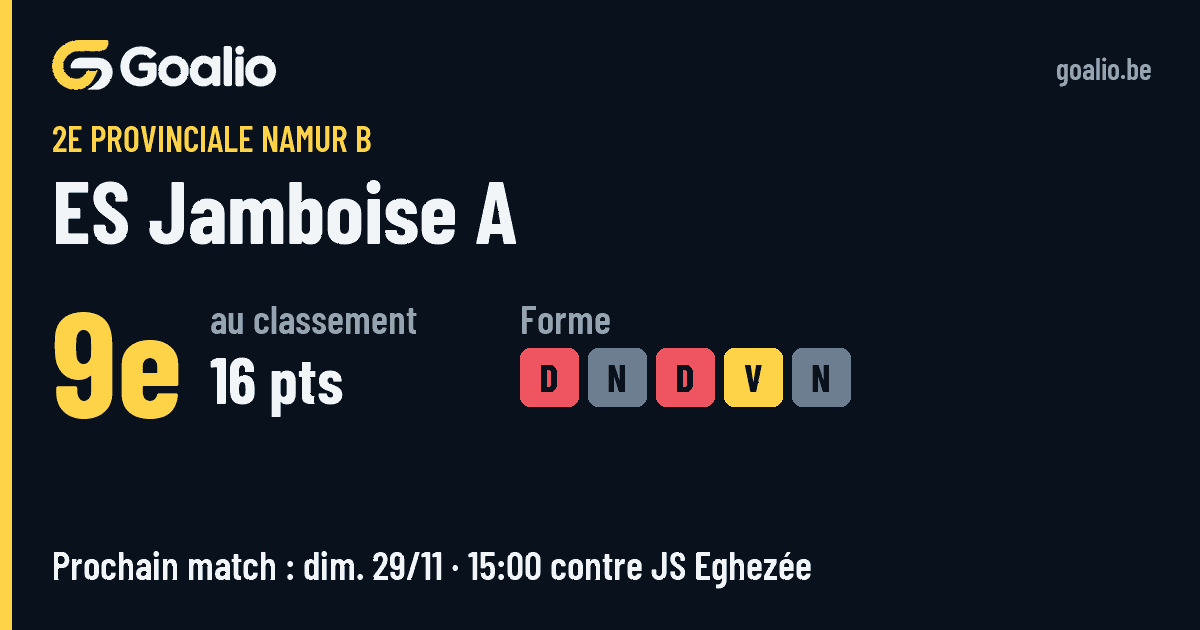 Goalio
goalio.be
2E PROVINCIALE NAMUR B
ES Jamboise A
9e
au classement
16 pts
Forme
D N D V N
Prochain match : dim. 29/11 · 15:00 contre JS Eghezée